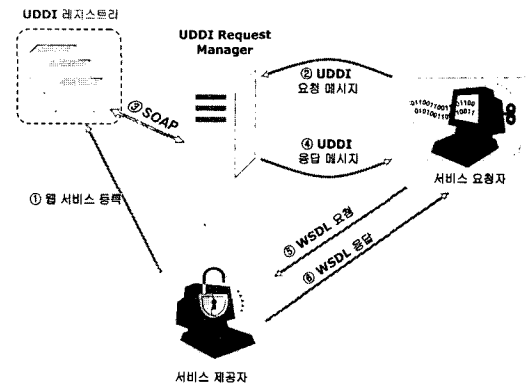 UDDI 레지스트리
UDDI Request
Manager
② UDDI
요청 메시지
③ SOAP
④ UDDI
응답 메시지
서비스 요청자
① 웹 서비스 등록
⑤ WSDL 요청
⑥ WSDL 응답
서비스 제공자